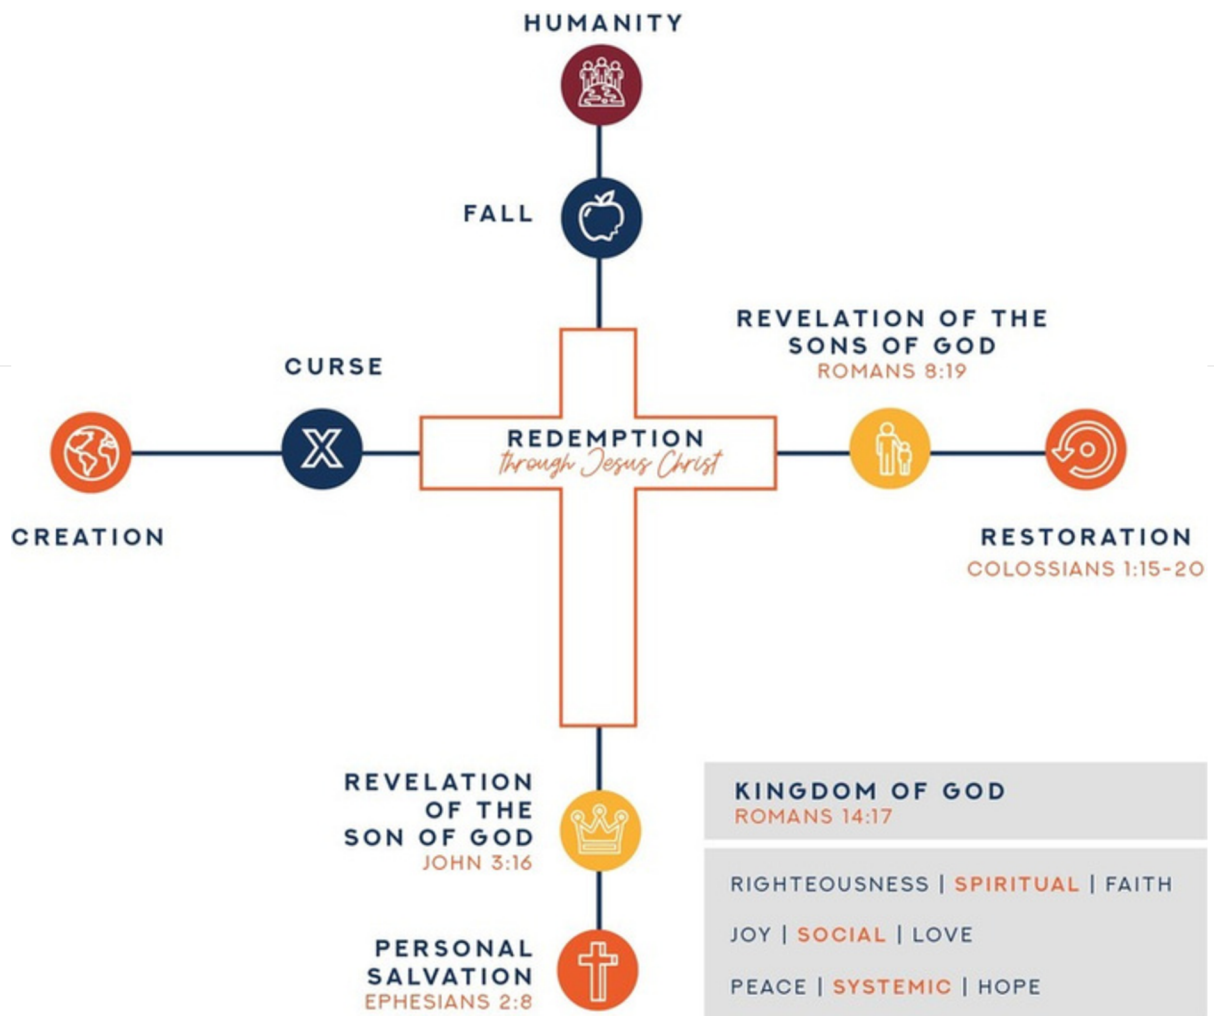 HUMANITY
FALL
REVELATION OF THE
SONS OF GOD
ROMANS 8:19
CURSE
X
REDEMPTION
through Jesus Christ
CREATION
RESTORATION
COLOSSIANS 1:15-20
REVELATION
OF THE
SON OF GOD
JOHN 3:16
PERSONAL
SALVATION
EPHESIANS 2:8
KINGDOM OF GOD
ROMANS 14:17
RIGHTEOUSNESS | SPIRITUAL | FAITH
JOY | SOCIAL | LOVE
PEACE | SYSTEMIC | HOPE